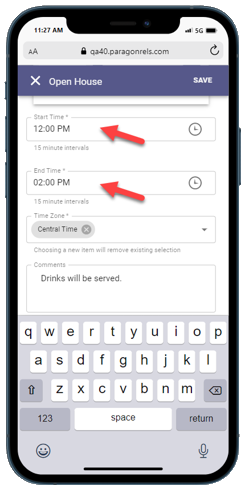 11:27 AM 5G
AA qa40.paragonrels.com
Open House SAVE
Start Time *
12:00 PM
15 minute intervals
End Time *
02:00 PM
15 minute intervals
Time Zone *
Central Time
Choosing a new item will remove existing selection
Comments
Drinks will be served.
q w e r t y u i o p
a s d f g h j k l
z x c v b n m
123 space return